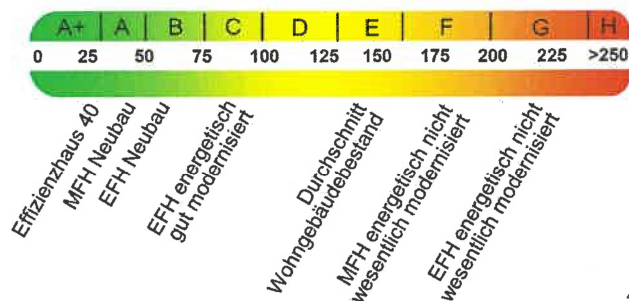 A+ A B C D E F G H
0 25 50 75 100 125 150 175 200 225 >250
Effizienzhaus 40
MFH Neubau
EFH Neubau
EFH energetisch
gut modernisiert
Durchschnitt
Wohngebäudebestand
MFH energetisch nicht
wesentlich modernisiert
EFH energetisch nicht
wesentlich modernisiert